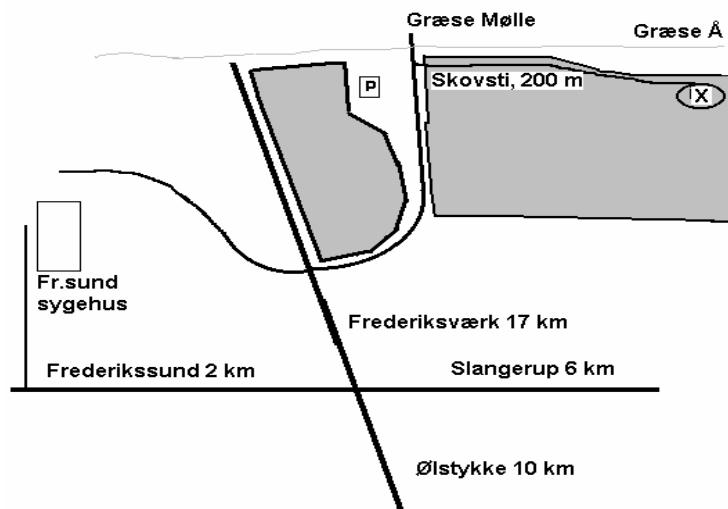 Græse Mølle
Græse Å
P
Skovsti, 200 m
X
Fr.sund
sygehus
Frederiksværk 17 km
Frederikssund 2 km
Slangerup 6 km
Ølstykke 10 km